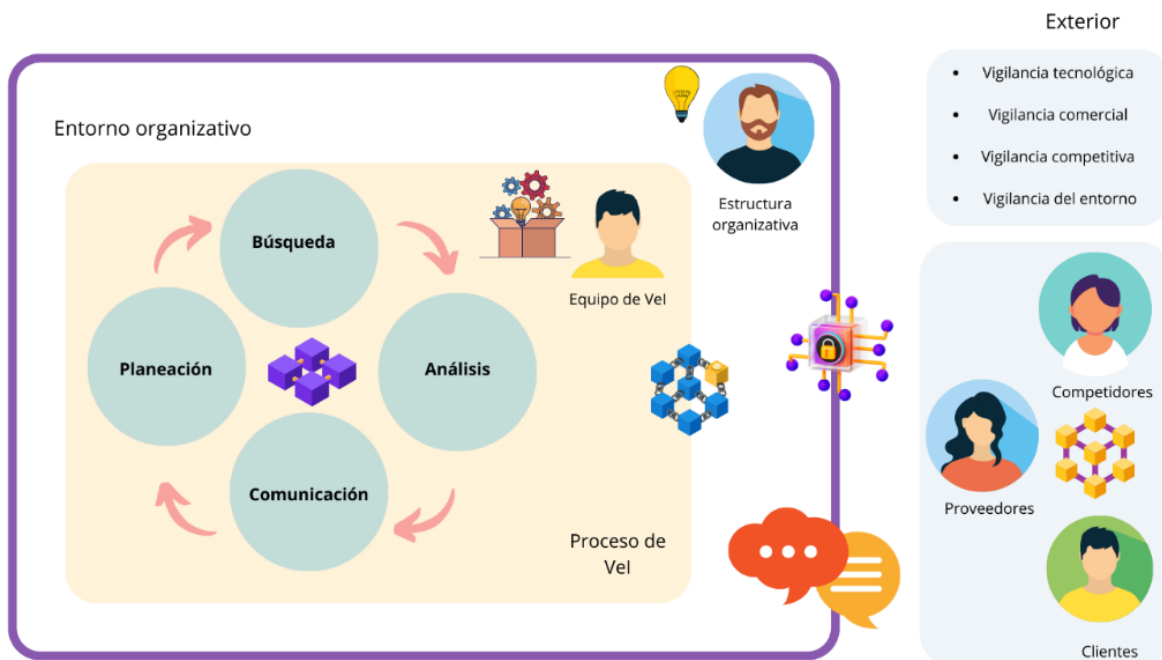 Exterior
Vigilancia tecnológica
Vigilancia comercial
Vigilancia competitiva
Vigilancia del entorno
Entorno organizativo
Estructura
organizativa
Búsqueda
Equipo de Vel
Planeación
Análisis
Comunicación
Proceso de
Vel
Competidores
Proveedores
Clientes